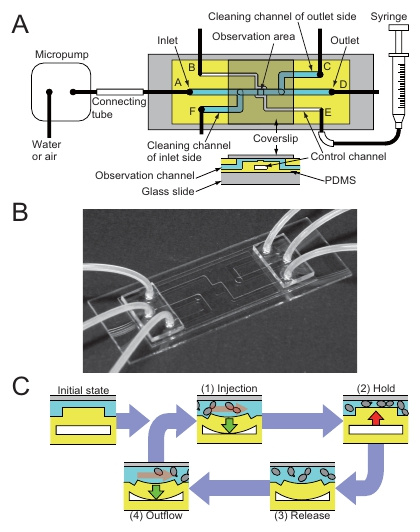 A
Cleaning channel
of outlet side
Syringe
Micropump
Inlet
Observation area
Outlet
B
C
A
D
F
E
Connecting
tube
Water
or air
Cleaning channel
of inlet side
Coverslip
Control channel
Observation channel
PDMS
Glass slide
B
C
Initial state
(1) Injection
(2) Hold
(4) Outflow
(3) Release